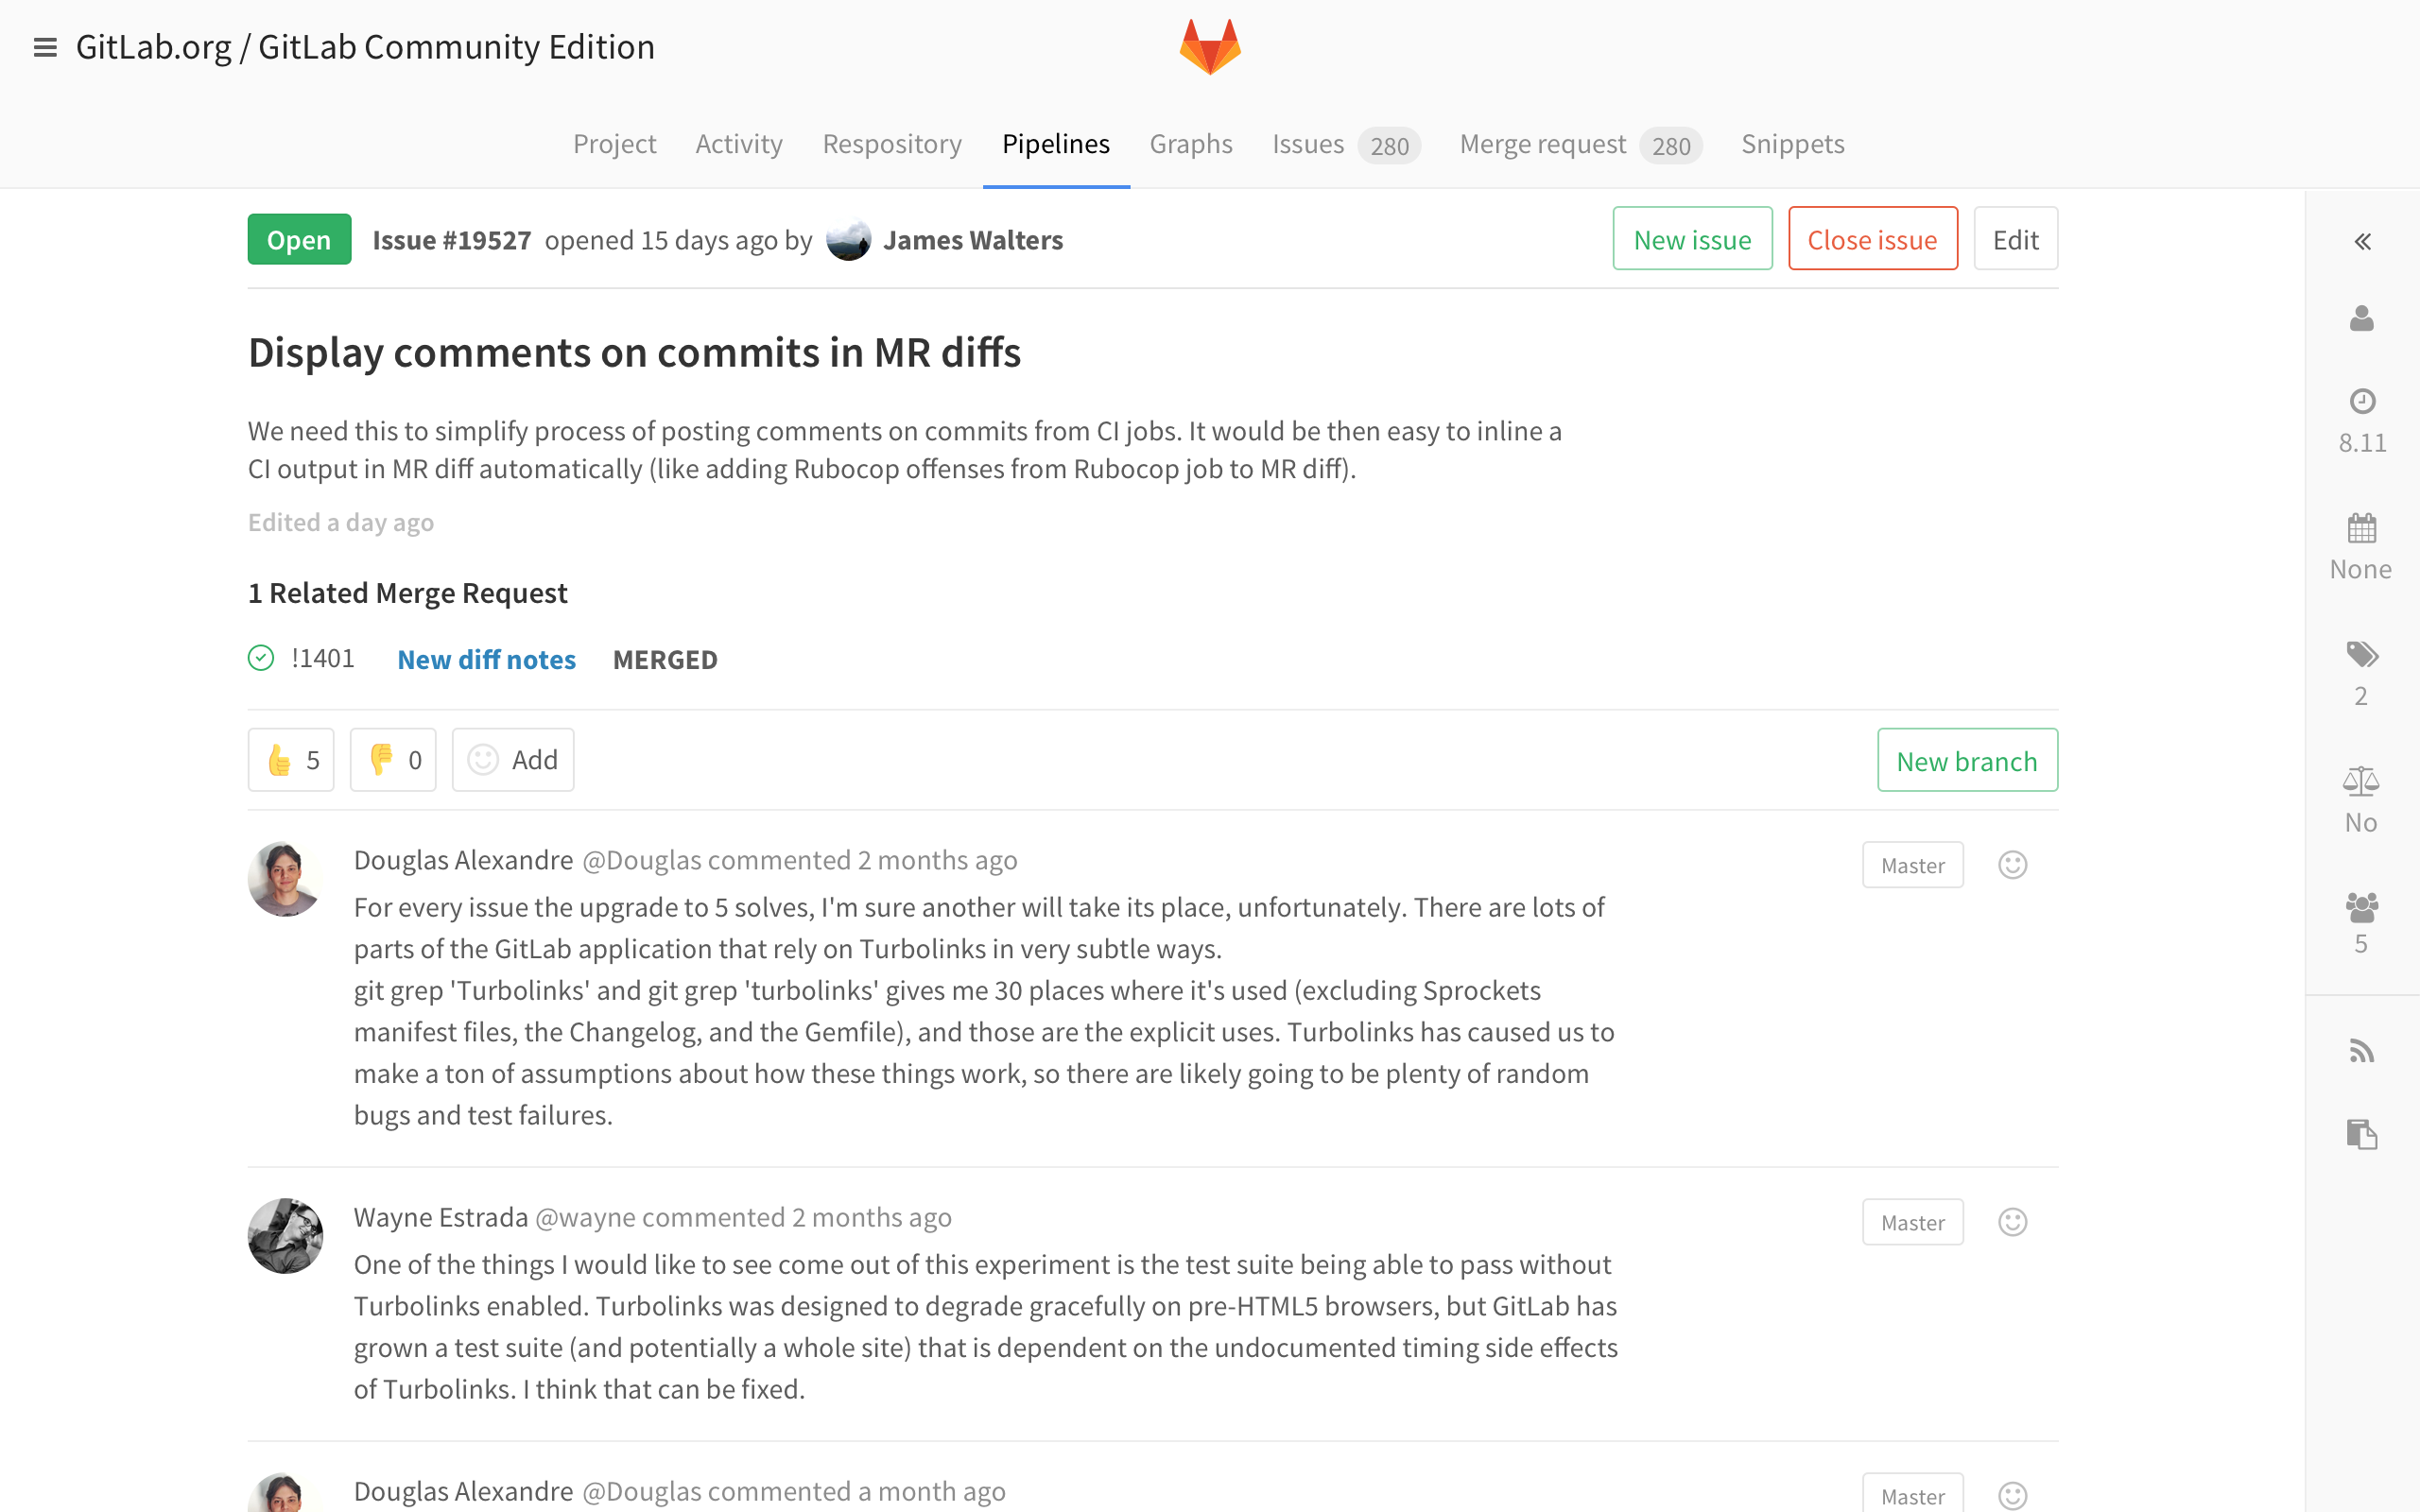 GitLab.org / GitLab Community Edition
Project Activity Respository Pipelines Graphs Issues 280 Merge request 280 Snippets
Open Issue #19527 opened 15 days ago by James Walters New issue Close issue Edit
Display comments on commits in MR diffs
We need this to simplify process of posting comments on commits from CI jobs. It would be then easy to inline a
CI output in MR diff automatically (like adding Rubocop offenses from Rubocop job to MR diff).
Edited a day ago
1 Related Merge Request
!1401 New diff notes MERGED
5 0 Add New branch
Douglas Alexandre @Douglas commented 2 months ago Master
For every issue the upgrade to 5 solves, I'm sure another will take its place, unfortunately. There are lots of
parts of the GitLab application that rely on Turbolinks in very subtle ways.
git grep 'Turbolinks' and git grep 'turbolinks' gives me 30 places where it's used (excluding Sprockets
manifest files, the Changelog, and the Gemfile), and those are the explicit uses. Turbolinks has caused us to
make a ton of assumptions about how these things work, so there are likely going to be plenty of random
bugs and test failures.
Wayne Estrada @wayne commented 2 months ago Master
One of the things I would like to see come out of this experiment is the test suite being able to pass without
Turbolinks enabled. Turbolinks was designed to degrade gracefully on pre-HTML5 browsers, but GitLab has
grown a test suite (and potentially a whole site) that is dependent on the undocumented timing side effects
of Turbolinks. I think that can be fixed.
Douglas Alexandre @Douglas commented a month ago Master
8.11
None
2
No
5